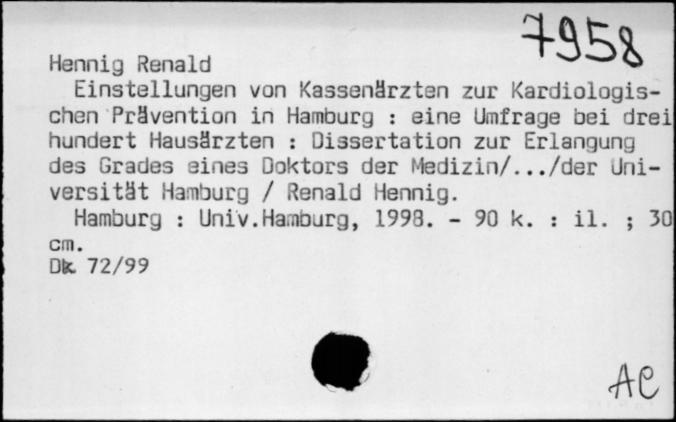 7958
Hennig Renald
Einstellungen von Kassenärzten zur Kardiologis-
chen Prävention in Hamburg : eine Umfrage bei drei
hundert Hausärzten : Dissertation zur Erlangung
des Grades eines Doktors der Medizin/.../der Uni-
versität Hamburg / Renald Hennig.
Hamburg : Univ.Hamburg, 1998. - 90 k. : il. ; 30
cm.
Dk. 72/99
AC